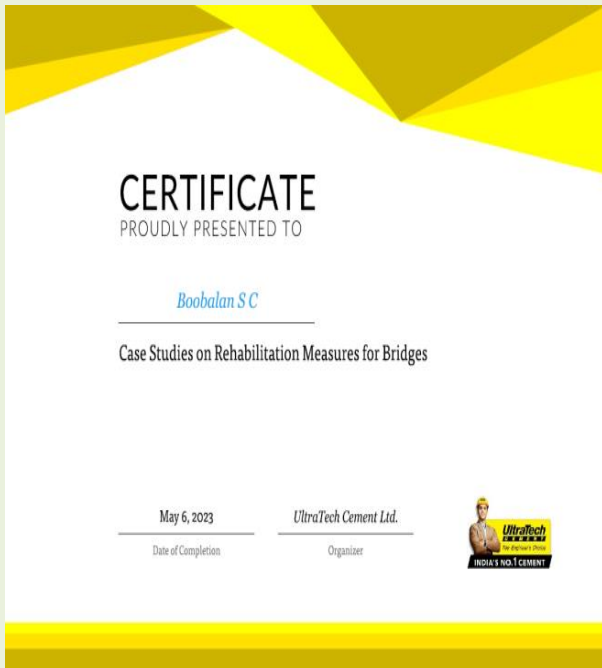 CERTIFICATE
PROUDLY PRESENTED TO
Boobalan S C
Case Studies on Rehabilitation Measures for Bridges
May 6, 2023
UltraTech Cement Ltd.
Date of Completion
Organizer
UltraTech
CEMENT
The Engineer's Choice
INDIA'S NO.1 CEMENT